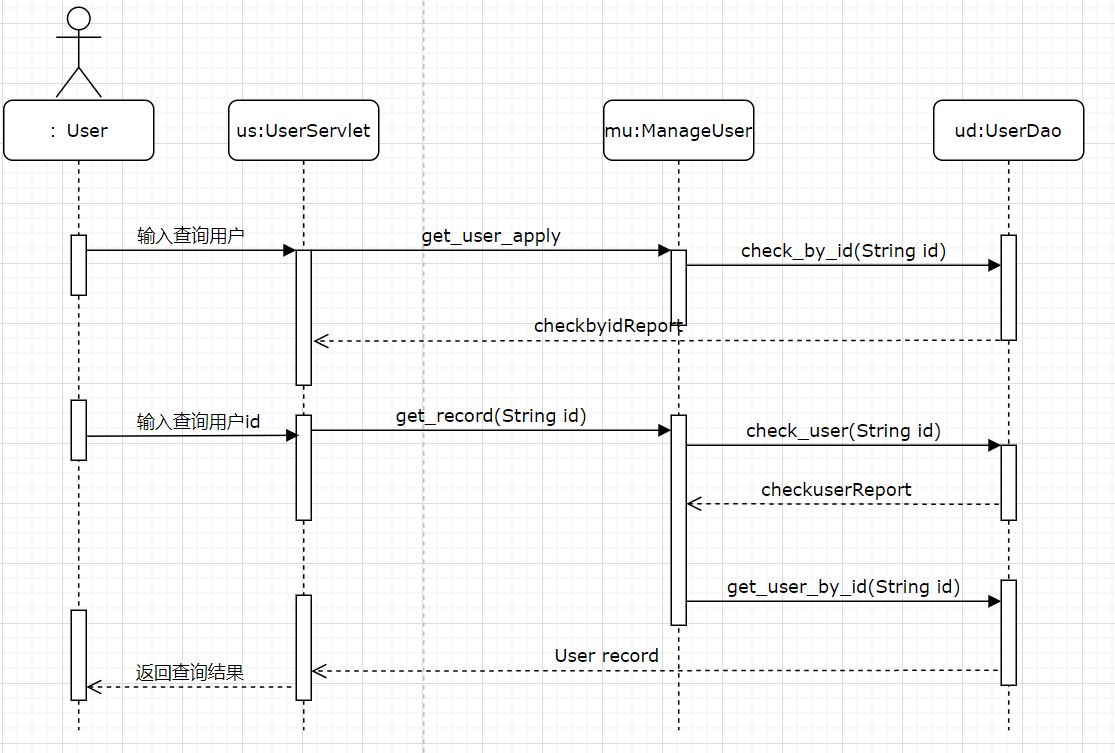 : User
us:UserServlet
mu:ManageUser
ud:UserDao
输入查询用户
get_user_apply
check_by_id(String id)
checkbyidReport
输入查询用户id
get_record(String id)
check_user(String id)
checkuserReport
get_user_by_id(String id)
User record
返回查询结果